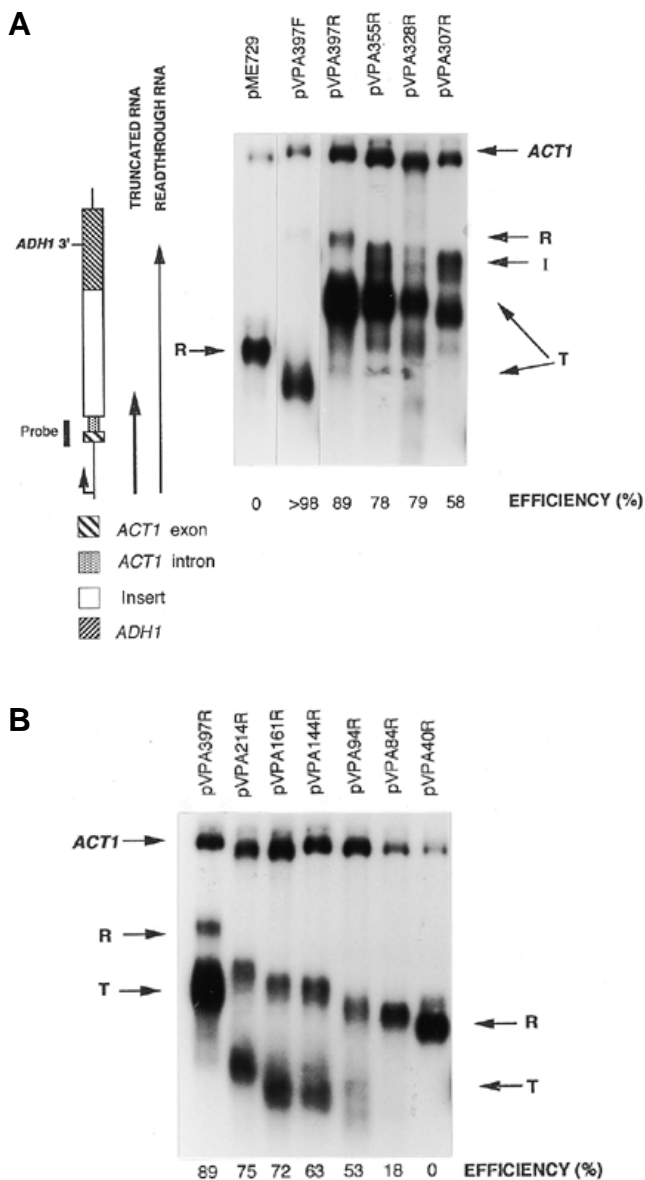 A
pME729
pVPA397F
pVPA397R
pVPA355R
pVPA328R
pVPA307R
TRUNCATED RNA
READTHROUGH RNA
ACT1
ADH1 3'
R
I
R
T
Probe
0 >98 89 78 79 58 EFFICIENCY (%)
ACT1 exon
ACT1 intron
Insert
ADH1
B
pVPA397R
pVPA214R
pVPA161R
pVPA144R
pVPA94R
pVPA84R
pVPA40R
ACT1
R
T
R
T
89 75 72 63 53 18 0 EFFICIENCY (%)